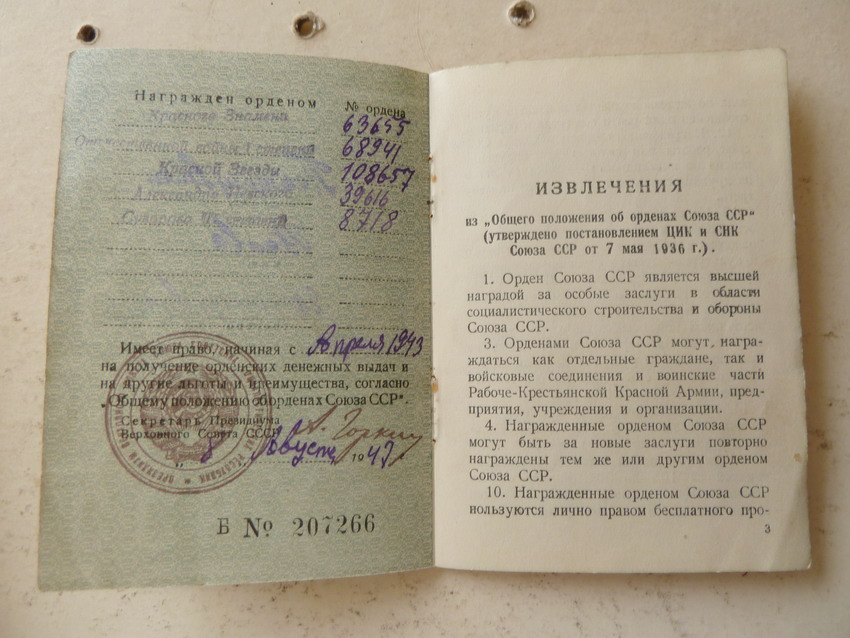 Награжден орденом № ордена
Красного Знамени 63655
Отечественной войны I степени 68941
Красной Звезды 108657
Александра Невского 39616
Суворова III степени 8718
Имеет право, начиная с Апреля 1943
на получение орденских денежных выдач и
на другие льготы и преимущества, согласно
„Общему положению об орденах Союза ССР".
Секретарь Президиума
Верховного Совета СССР А. Горкин
„8 Августа 1947 г.
Б № 207266
ИЗВЛЕЧЕНИЯ
из „Общего положения об орденах Союза ССР"
(утверждено постановлением ЦИК и СНК
Союза ССР от 7 мая 1936 г.).
1. Орден Союза ССР является высшей
наградой за особые заслуги в области
социалистического строительства и обороны
Союза ССР.
3. Орденами Союза ССР могут, награ-
ждаться как отдельные граждане, так и
войсковые соединения и воинские части
Рабоче-Крестьянской Красной Армии, пред-
приятия, учреждения и организации.
4. Награжденные орденом Союза ССР
могут быть за новые заслуги повторно
награждены тем же или другим орденом
Союза ССР.
10. Награжденные орденом Союза ССР
пользуются лично правом бесплатного про-
3